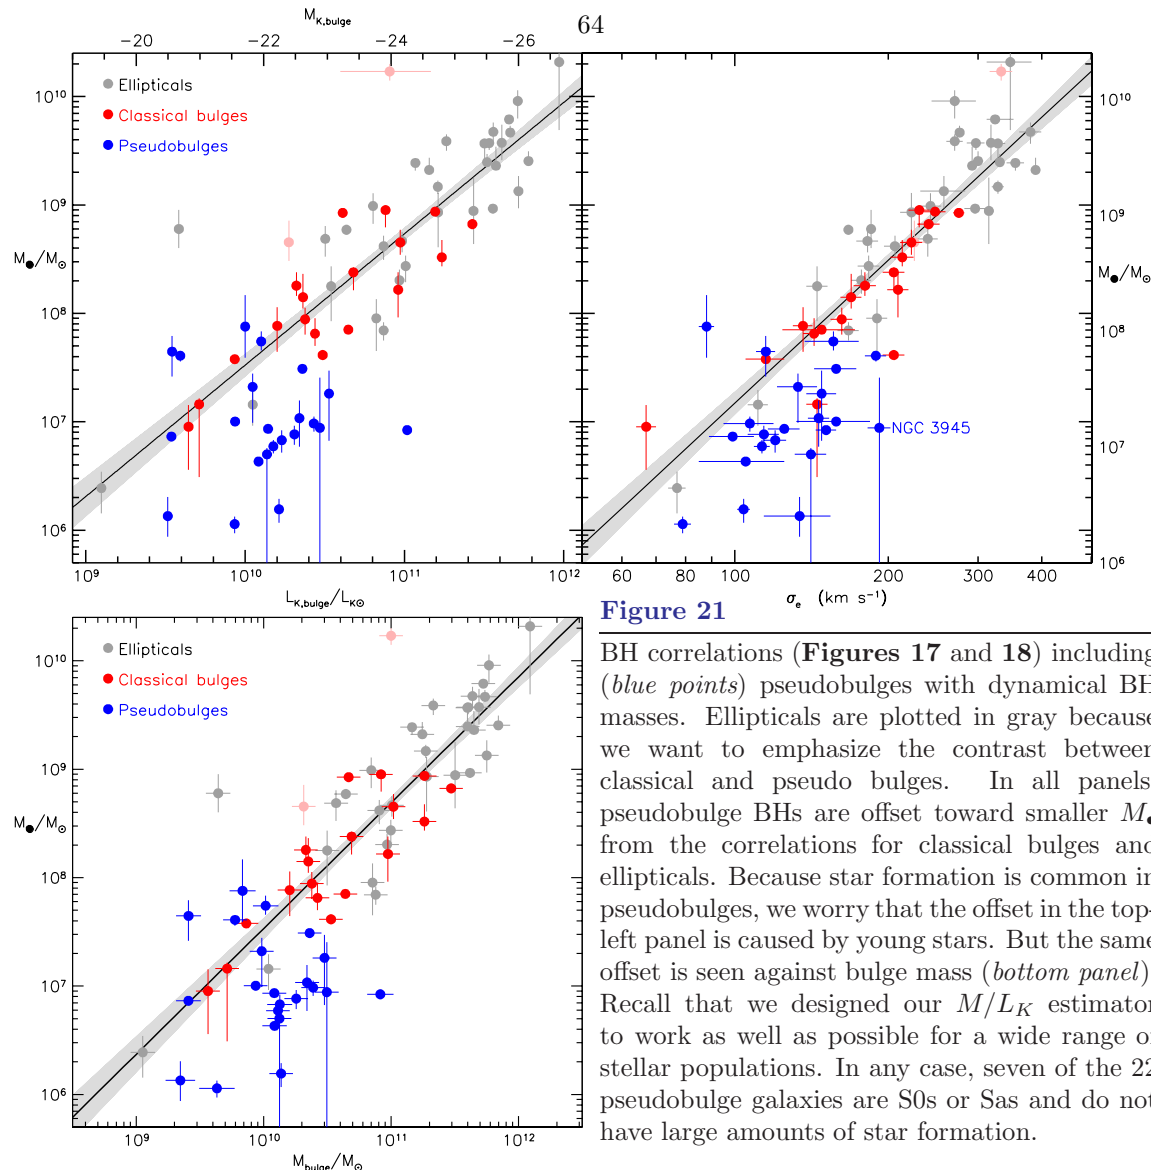 64
M_K,bulge
−20 −22 −24 −26
Ellipticals
Classical bulges
Pseudobulges
10^10
10^9
M_●/M_⊙
10^8
10^7
10^6
10^9 10^10 10^11 10^12
L_K,bulge/L_K⊙
10^10
10^9
M_●/M_⊙
10^8
10^7
10^6
NGC 3945
60 80 100 200 300 400
σ_e (km s⁻¹)
Ellipticals
Classical bulges
Pseudobulges
10^10
10^9
M_●/M_⊙
10^8
10^7
10^6
10^9 10^10 10^11 10^12
M_bulge/M_⊙
Figure 21
BH correlations (Figures 17 and 18) including
(blue points) pseudobulges with dynamical BH
masses. Ellipticals are plotted in gray because
we want to emphasize the contrast between
classical and pseudo bulges. In all panels,
pseudobulge BHs are offset toward smaller M_●
from the correlations for classical bulges and
ellipticals. Because star formation is common in
pseudobulges, we worry that the offset in the top-
left panel is caused by young stars. But the same
offset is seen against bulge mass (bottom panel)
Recall that we designed our M/L_K estimator
to work as well as possible for a wide range of
stellar populations. In any case, seven of the 22
pseudobulge galaxies are S0s or Sas and do not
have large amounts of star formation.